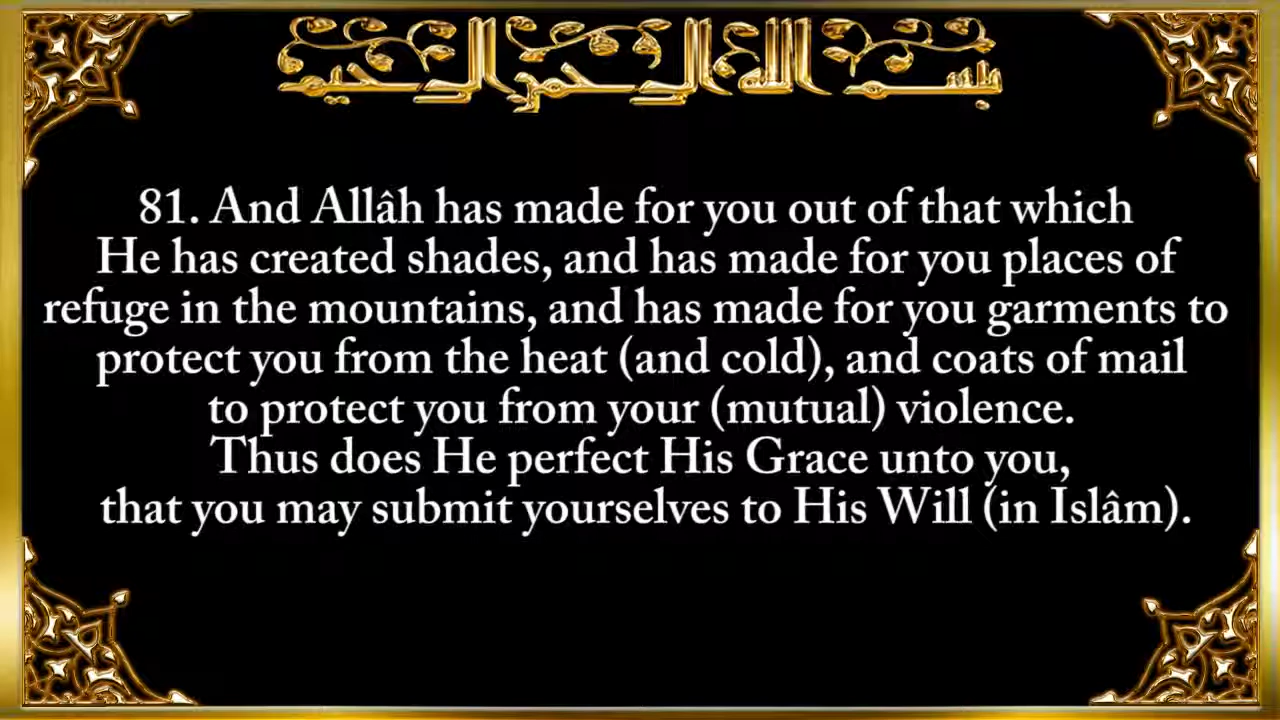 بسم الله الرحمن الرحيم
81. And Allâh has made for you out of that which
He has created shades, and has made for you places of
refuge in the mountains, and has made for you garments to
protect you from the heat (and cold), and coats of mail
to protect you from your (mutual) violence.
Thus does He perfect His Grace unto you,
that you may submit yourselves to His Will (in Islâm).